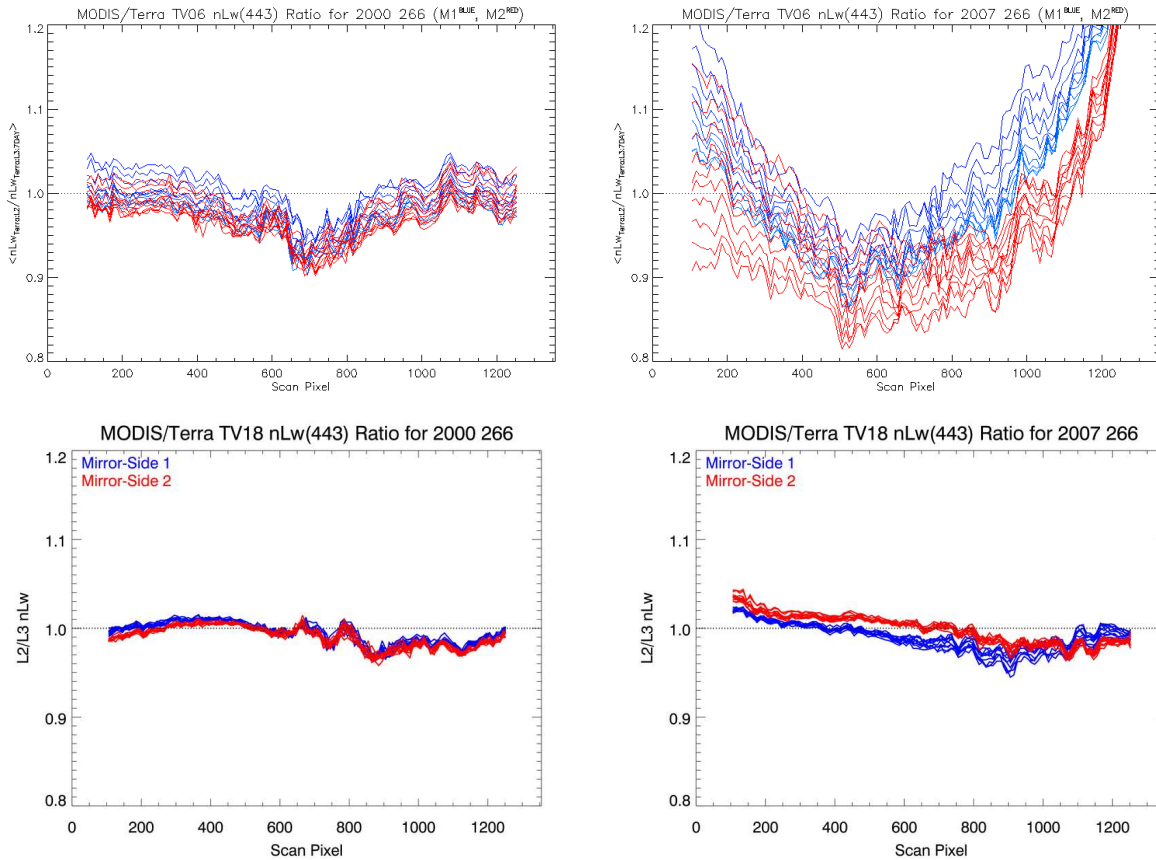 MODIS/Terra TV06 nLw(443) Ratio for 2000 266 (M1BLUE, M2RED)
1.2
1.1
1.0
0.9
0.8
<nLwTerraL2/nLwTerraL3,7DAY>
0 200 400 600 800 1000 1200
Scan Pixel
MODIS/Terra TV06 nLw(443) Ratio for 2007 266 (M1BLUE, M2RED)
1.2
1.1
1.0
0.9
0.8
<nLwTerraL2/nLwTerraL3,7DAY>
0 200 400 600 800 1000 1200
Scan Pixel
MODIS/Terra TV18 nLw(443) Ratio for 2000 266
Mirror-Side 1
Mirror-Side 2
1.2
1.1
1.0
0.9
0.8
L2/L3 nLw
0 200 400 600 800 1000 1200
Scan Pixel
MODIS/Terra TV18 nLw(443) Ratio for 2007 266
Mirror-Side 1
Mirror-Side 2
1.2
1.1
1.0
0.9
0.8
L2/L3 nLw
0 200 400 600 800 1000 1200
Scan Pixel